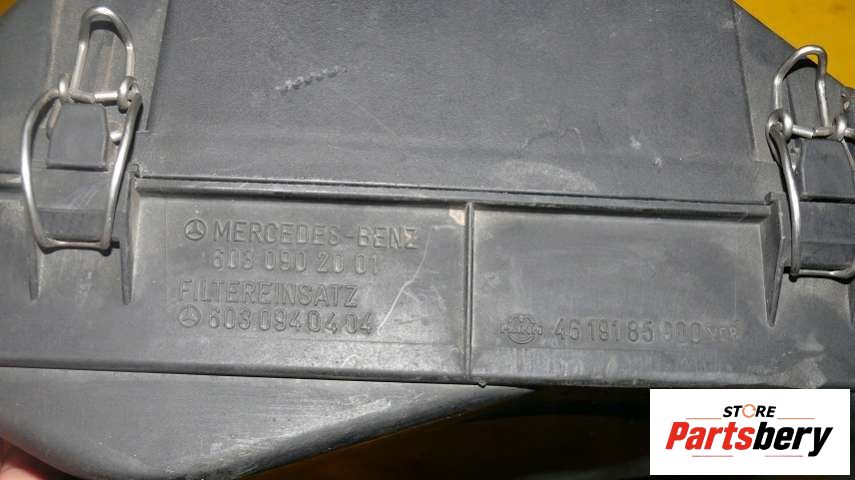 MERCEDES-BENZ
603 090 20 01
FILTEREINSATZ
603 094 04 04
46 191 85 900
STORE
Partsbery